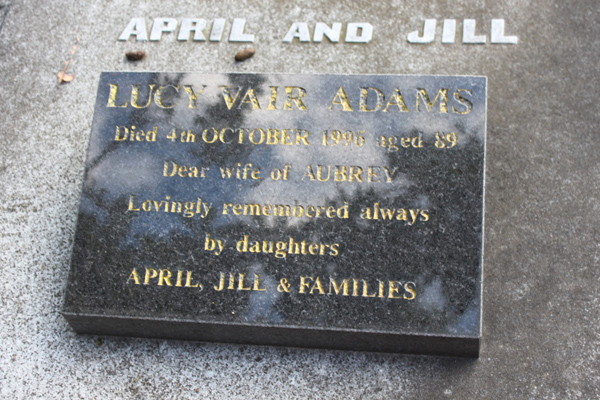 APRIL AND JILL
LUCY VAIR ADAMS
Died 4th OCTOBER 1996 aged 89
Dear wife of AUBREY
Lovingly remembered always
by daughters
APRIL, JILL & FAMILIES